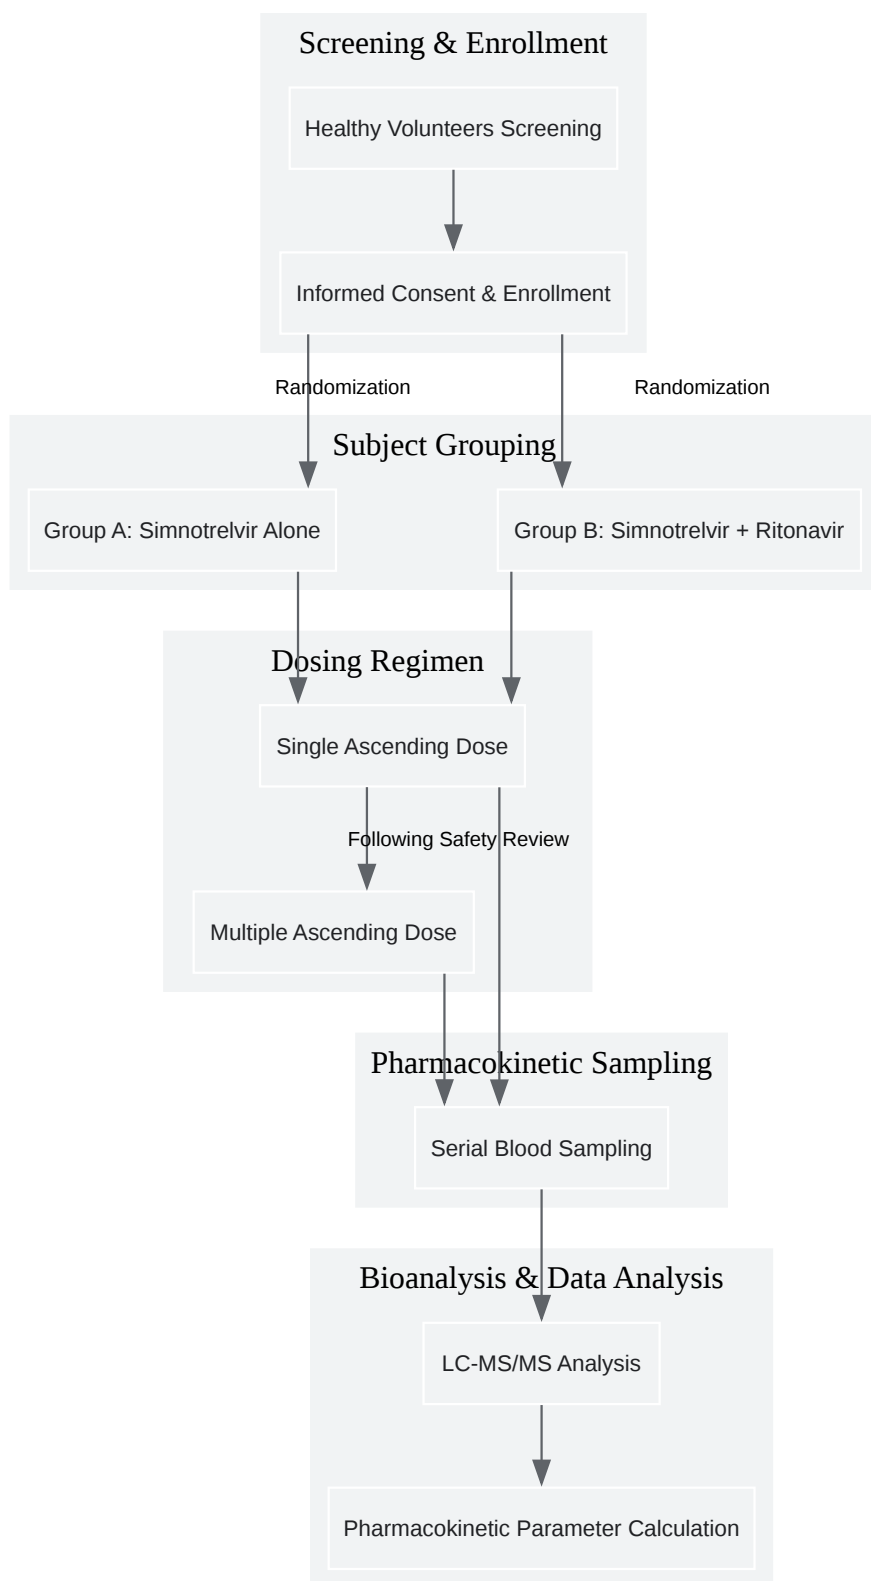 Screening & Enrollment
Healthy Volunteers Screening
Informed Consent & Enrollment
Randomization
Randomization
Subject Grouping
Group A: Simnotrelvir Alone
Group B: Simnotrelvir + Ritonavir
Dosing Regimen
Single Ascending Dose
Following Safety Review
Multiple Ascending Dose
Pharmacokinetic Sampling
Serial Blood Sampling
Bioanalysis & Data Analysis
LC-MS/MS Analysis
Pharmacokinetic Parameter Calculation